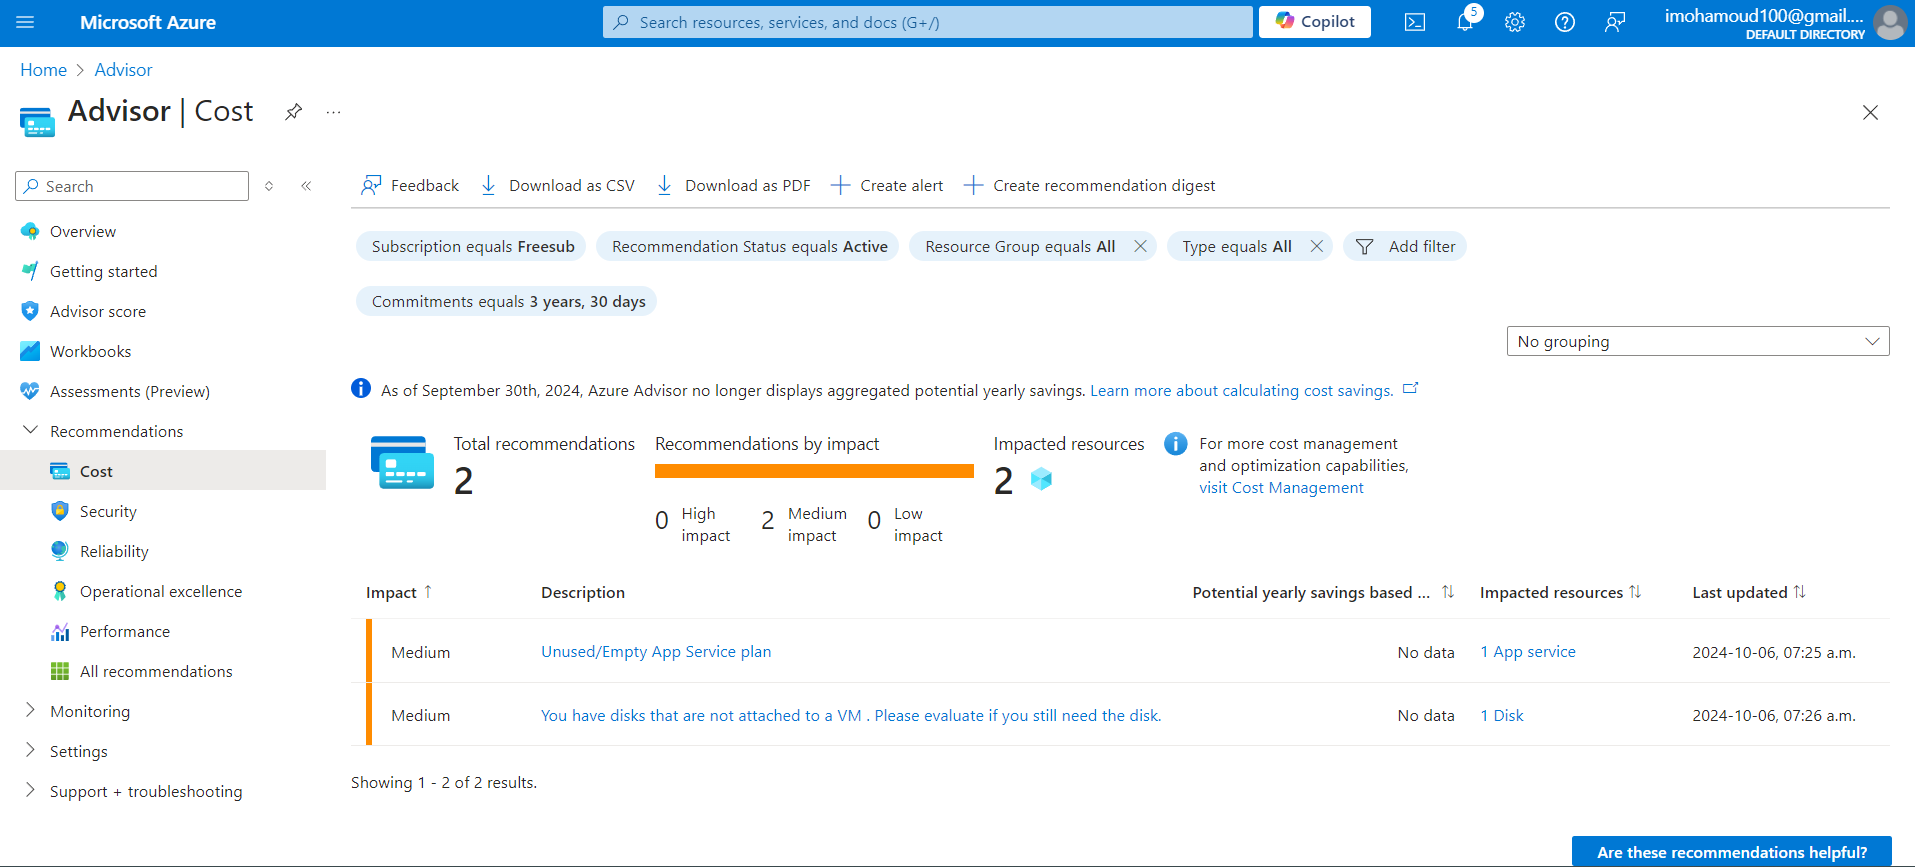 Microsoft Azure
Search resources, services, and docs (G+/)
Copilot
5
imohamoud100@gmail....
DEFAULT DIRECTORY
Home > Advisor
Advisor | Cost
...
Search
Feedback
Download as CSV
Download as PDF
Create alert
Create recommendation digest
Overview
Getting started
Advisor score
Workbooks
Assessments (Preview)
Recommendations
Cost
Security
Reliability
Operational excellence
Performance
All recommendations
Monitoring
Settings
Support + troubleshooting
Subscription equals Freesub
Recommendation Status equals Active
Resource Group equals All
Type equals All
Add filter
Commitments equals 3 years, 30 days
No grouping
As of September 30th, 2024, Azure Advisor no longer displays aggregated potential yearly savings. Learn more about calculating cost savings.
Total recommendations
2
Recommendations by impact
0 High impact
2 Medium impact
0 Low impact
Impacted resources
2
For more cost management
and optimization capabilities,
visit Cost Management
Impact Description Potential yearly savings based ... Impacted resources Last updated
Medium Unused/Empty App Service plan No data 1 App service 2024-10-06, 07:25 a.m.
Medium You have disks that are not attached to a VM . Please evaluate if you still need the disk. No data 1 Disk 2024-10-06, 07:26 a.m.
Showing 1 - 2 of 2 results.
Are these recommendations helpful?